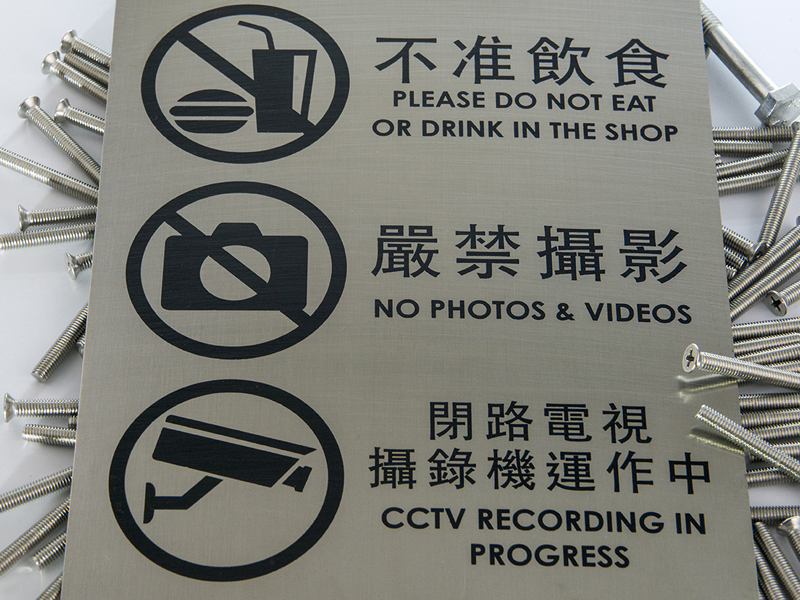 不准飲食
PLEASE DO NOT EAT
OR DRINK IN THE SHOP
嚴禁攝影
NO PHOTOS & VIDEOS
閉路電視
攝錄機運作中
CCTV RECORDING IN
PROGRESS